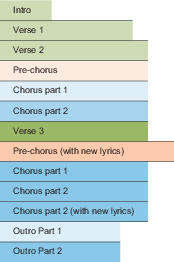 Intro
Verse 1
Verse 2
Pre-chorus
Chorus part 1
Chorus part 2
Verse 3
Pre-chorus (with new lyrics)
Chorus part 1
Chorus part 2
Chorus part 2 (with new lyrics)
Outro Part 1
Outro Part 2